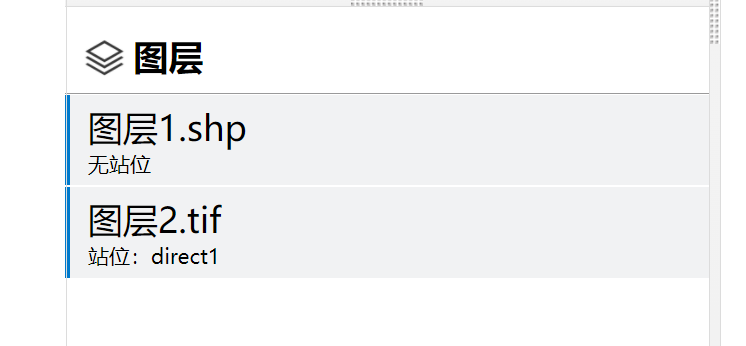 图层
图层1.shp
无站位
图层2.tif
站位：direct1